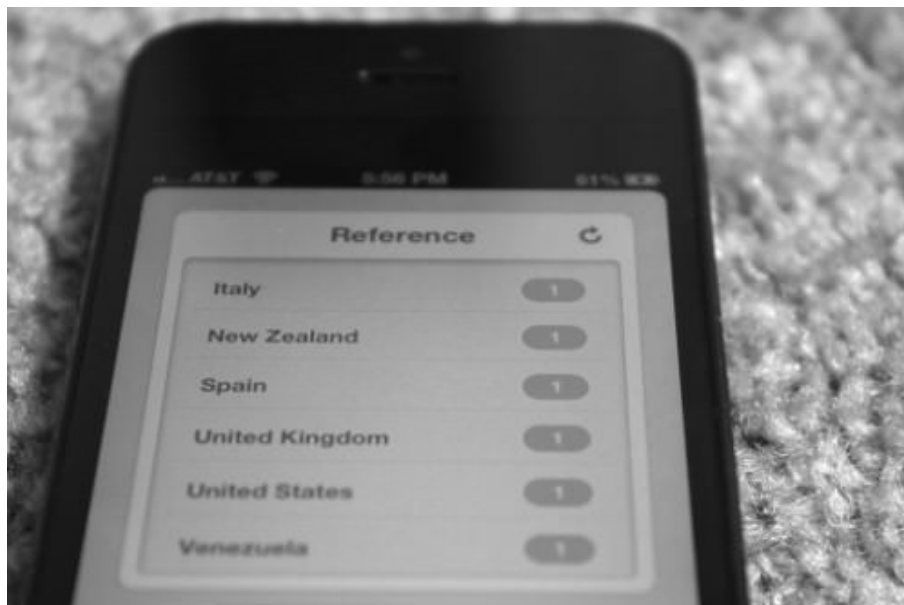 AT&T 5:56 PM 61%
Reference
Italy 1
New Zealand 1
Spain 1
United Kingdom 1
United States 1
Venezuela 1